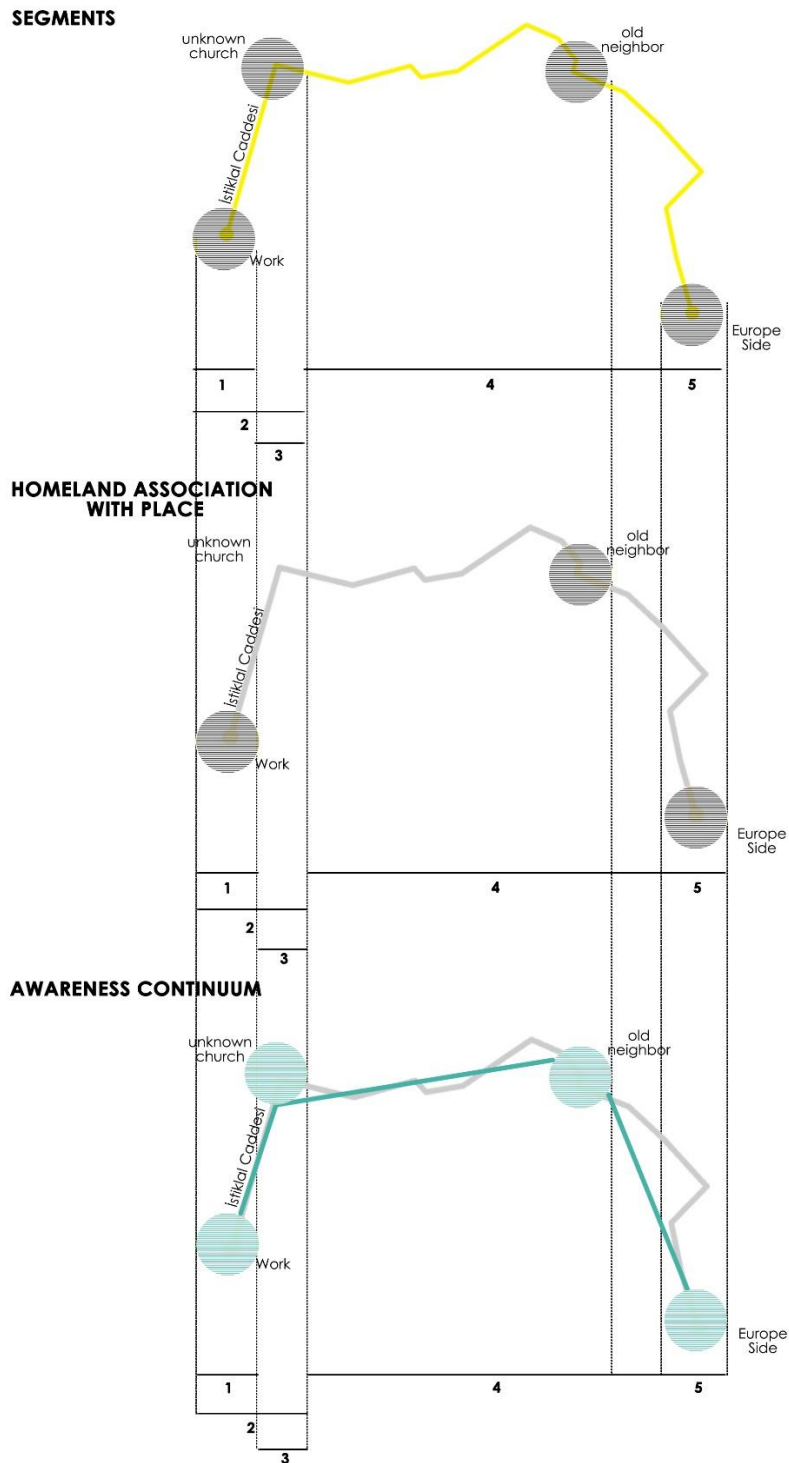 SEGMENTS
unknown
church
old
neighbor
İstiklal Caddesi
Work
Europe
Side
1
4
5
2
3
HOMELAND ASSOCIATION
WITH PLACE
unknown
church
old
neighbor
İstiklal Caddesi
Work
Europe
Side
1
4
5
2
3
AWARENESS CONTINUUM
unknown
church
old
neighbor
İstiklal Caddesi
Work
Europe
Side
1
4
5
2
3